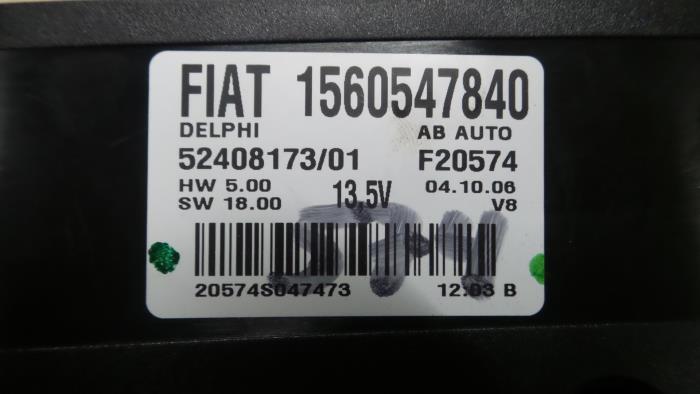 FIAT 1560547840
DELPHI AB AUTO
52408173/01 F20574
HW 5.00 13,5V 04.10.06
SW 18.00 V8
20574S047473 12:03 B